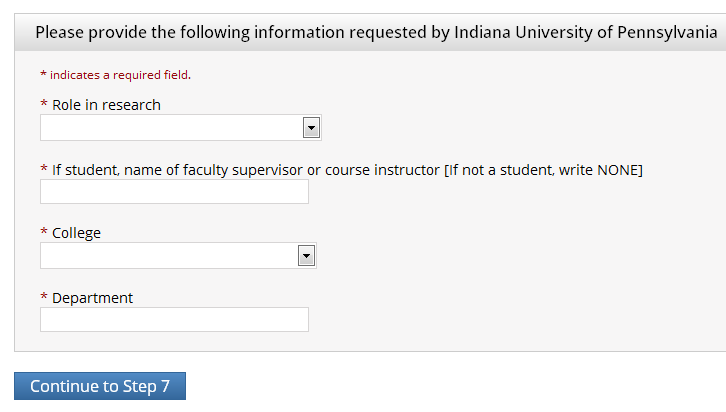 Please provide the following information requested by Indiana University of Pennsylvania
* indicates a required field.
* Role in research
* If student, name of faculty supervisor or course instructor [If not a student, write NONE]
* College
* Department
Continue to Step 7